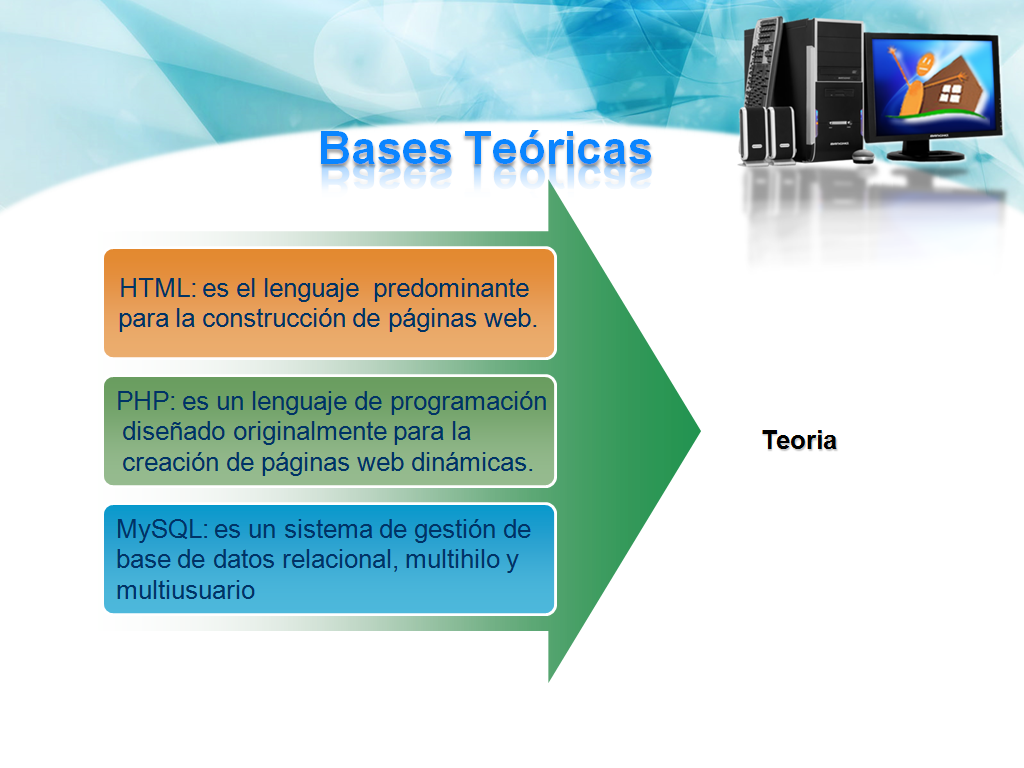 Bases Teóricas
HTML: es el lenguaje  predominante
para la construcción de páginas web.
PHP: es un lenguaje de programación
diseñado originalmente para la
creación de páginas web dinámicas.
MySQL: es un sistema de gestión de
base de datos relacional, multihilo y
multiusuario
Teoria